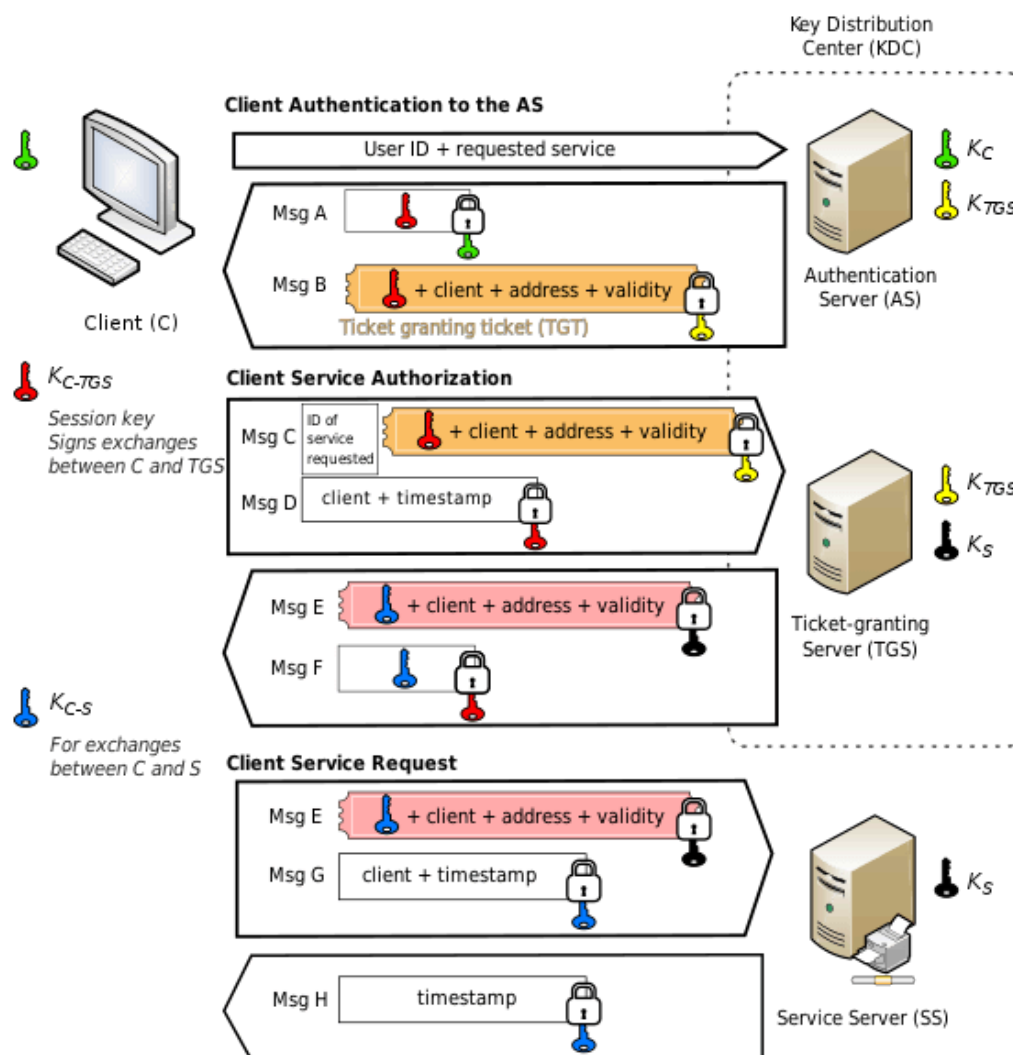 Key Distribution
Center (KDC)
Client Authentication to the AS
User ID + requested service
K_C
K_TGS
Msg A
Msg B
+ client + address + validity
Ticket granting ticket (TGT)
Authentication
Server (AS)
Client (C)
K_C-TGS
Session key
Signs exchanges
between C and TGS
Client Service Authorization
Msg C
ID of
service
requested
+ client + address + validity
Msg D
client + timestamp
K_TGS
K_S
Ticket-granting
Server (TGS)
Msg E
+ client + address + validity
Msg F
K_C-S
For exchanges
between C and S
Client Service Request
Msg E
+ client + address + validity
Msg G
client + timestamp
K_S
Msg H
timestamp
Service Server (SS)